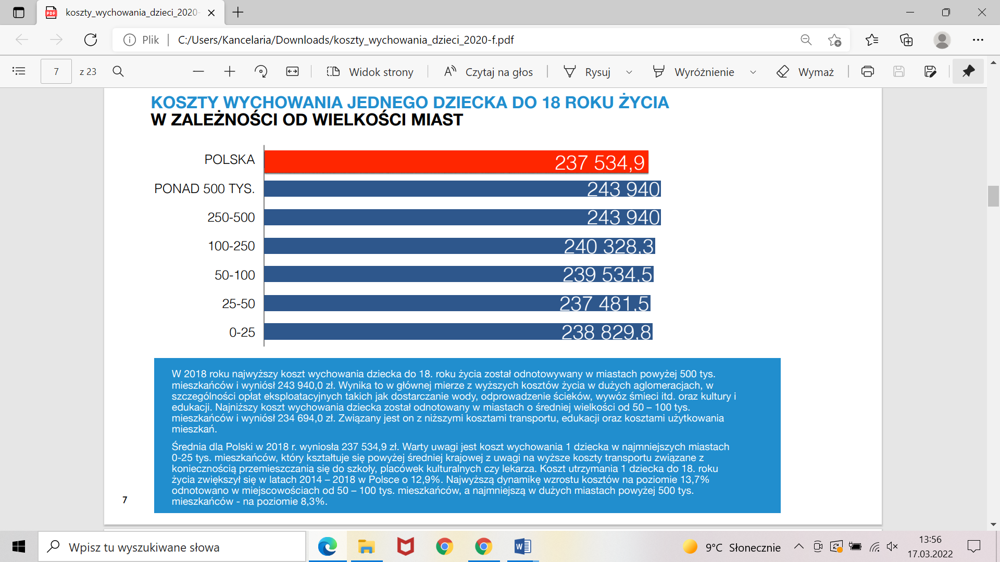 koszty_wychowania_dzieci_2020-
Plik
C:/Users/Kancelaria/Downloads/koszty_wychowania_dzieci_2020-f.pdf
7 z 23
Widok strony
Czytaj na głos
Rysuj
Wyróżnienie
Wymaż
KOSZTY WYCHOWANIA JEDNEGO DZIECKA DO 18 ROKU ŻYCIA
W ZALEŻNOŚCI OD WIELKOŚCI MIAST
POLSKA 237 534,9
PONAD 500 TYS. 243 940
250-500 243 940
100-250 240 328,3
50-100 239 534,5
25-50 237 481,5
0-25 238 829,8
W 2018 roku najwyższy koszt wychowania dziecka do 18. roku życia został odnotowywany w miastach powyżej 500 tys.
mieszkańców i wyniósł 243 940,0 zł. Wynika to w głównej mierze z wyższych kosztów życia w dużych aglomeracjach, w
szczególności opłat eksploatacyjnych takich jak dostarczanie wody, odprowadzenie ścieków, wywóz śmieci itd. oraz kultury i
edukacji. Najniższy koszt wychowania dziecka został odnotowany w miastach o średniej wielkości od 50 – 100 tys.
mieszkańców i wyniósł 234 694,0 zł. Związany jest on z niższymi kosztami transportu, edukacji oraz kosztami użytkowania
mieszkań.
Średnia dla Polski w 2018 r. wyniosła 237 534,9 zł. Warty uwagi jest koszt wychowania 1 dziecka w najmniejszych miastach
0-25 tys. mieszkańców, który kształtuje się powyżej średniej krajowej z uwagi na wyższe koszty transportu związane z
koniecznością przemieszczania się do szkoły, placówek kulturalnych czy lekarza. Koszt utrzymania 1 dziecka do 18. roku
życia zwiększył się w latach 2014 – 2018 w Polsce o 12,9%. Najwyższą dynamikę wzrostu kosztów na poziomie 13,7%
odnotowano w miejscowościach od 50 – 100 tys. mieszkańców, a najmniejszą w dużych miastach powyżej 500 tys.
mieszkańców - na poziomie 8,3%.
7
Wpisz tu wyszukiwane słowa
9°C Słonecznie
13:56
17.03.2022